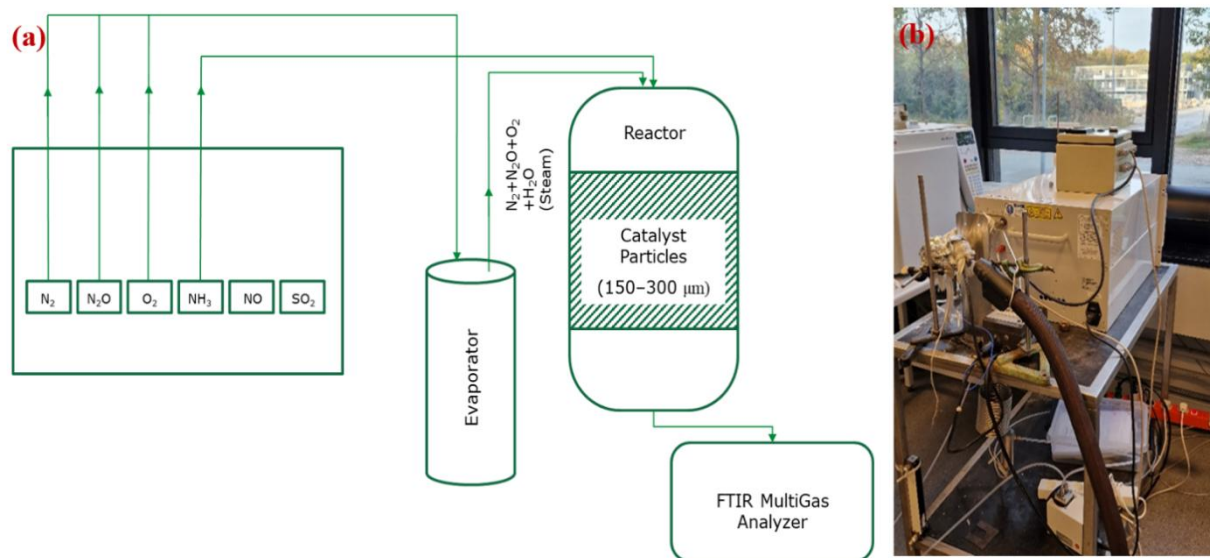 (a)
N₂
N₂O
O₂
NH₃
NO
SO₂
Evaporator
N₂+N₂O+O₂
+H₂O
(Steam)
Reactor
Catalyst
Particles
(150–300 μm)
FTIR MultiGas
Analyzer
(b)